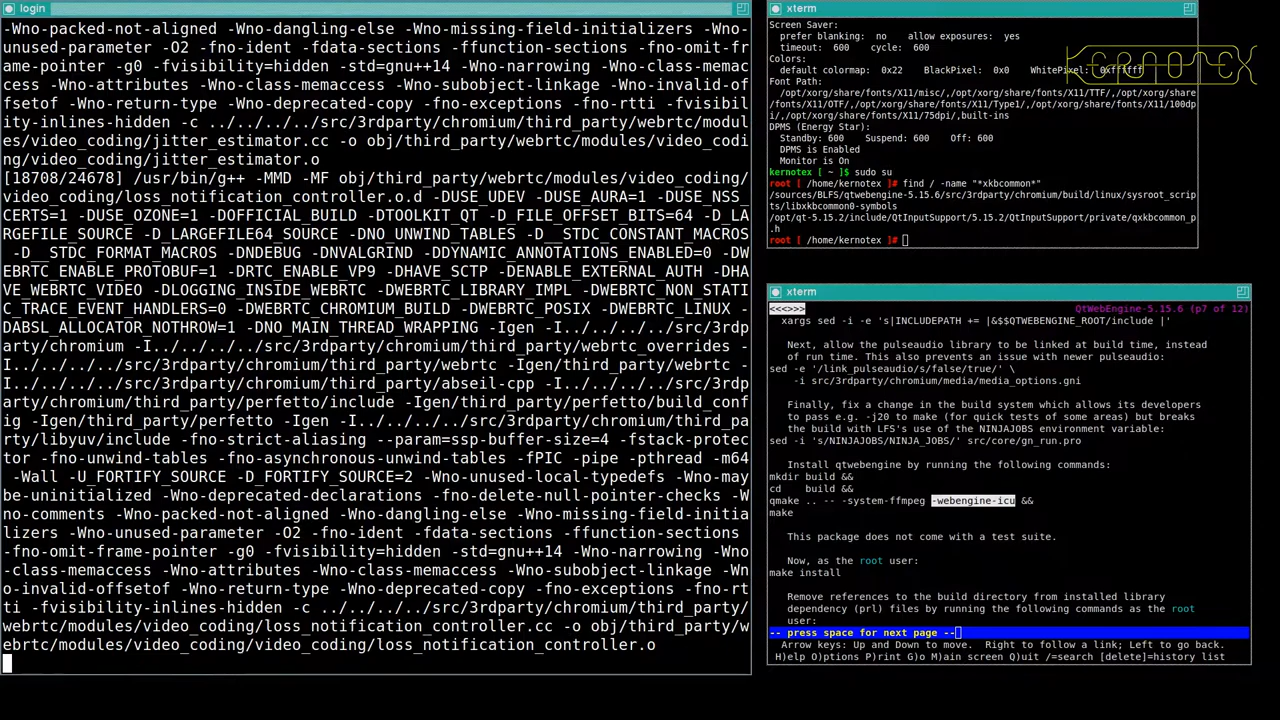 login
-Wno-packed-not-aligned -Wno-dangling-else -Wno-missing-field-initializers -Wno-
unused-parameter -O2 -fno-ident -fdata-sections -ffunction-sections -fno-omit-fr
ame-pointer -g0 -fvisibility=hidden -std=gnu++14 -Wno-narrowing -Wno-class-memac
cess -Wno-attributes -Wno-class-memaccess -Wno-subobject-linkage -Wno-invalid-of
fsetof -Wno-return-type -Wno-deprecated-copy -fno-exceptions -fno-rtti -fvisibil
ity-inlines-hidden -c ../../../../src/3rdparty/chromium/third_party/webrtc/modul
es/video_coding/jitter_estimator.cc -o obj/third_party/webrtc/modules/video_codi
ng/video_coding/jitter_estimator.o
[18708/24678] /usr/bin/g++ -MMD -MF obj/third_party/webrtc/modules/video_coding/
video_coding/loss_notification_controller.o.d -DUSE_UDEV -DUSE_AURA=1 -DUSE_NSS_
CERTS=1 -DUSE_OZONE=1 -DOFFICIAL_BUILD -DTOOLKIT_QT -D_FILE_OFFSET_BITS=64 -D_LA
RGEFILE_SOURCE -D_LARGEFILE64_SOURCE -DNO_UNWIND_TABLES -D__STDC_CONSTANT_MACROS
-D__STDC_FORMAT_MACROS -DNDEBUG -DNVALGRIND -DDYNAMIC_ANNOTATIONS_ENABLED=0 -DW
EBRTC_ENABLE_PROTOBUF=1 -DRTC_ENABLE_VP9 -DHAVE_SCTP -DENABLE_EXTERNAL_AUTH -DHA
VE_WEBRTC_VIDEO -DLOGGING_INSIDE_WEBRTC -DWEBRTC_LIBRARY_IMPL -DWEBRTC_NON_STATI
C_TRACE_EVENT_HANDLERS=0 -DWEBRTC_CHROMIUM_BUILD -DWEBRTC_POSIX -DWEBRTC_LINUX -
DABSL_ALLOCATOR_NOTHROW=1 -DNO_MAIN_THREAD_WRAPPING -Igen -I../../../../src/3rdp
arty/chromium -I../../../../src/3rdparty/chromium/third_party/webrtc_overrides -
I../../../../src/3rdparty/chromium/third_party/webrtc -Igen/third_party/webrtc -
I../../../../src/3rdparty/chromium/third_party/abseil-cpp -I../../../../src/3rdp
arty/chromium/third_party/perfetto/include -Igen/third_party/perfetto/build_conf
ig -Igen/third_party/perfetto -Igen -I../../../../src/3rdparty/chromium/third_pa
rty/libyuv/include -fno-strict-aliasing --param=ssp-buffer-size=4 -fstack-protec
tor -fno-unwind-tables -fno-asynchronous-unwind-tables -fPIC -pipe -pthread -m64
-Wall -U_FORTIFY_SOURCE -D_FORTIFY_SOURCE=2 -Wno-unused-local-typedefs -Wno-may
be-uninitialized -Wno-deprecated-declarations -fno-delete-null-pointer-checks -W
no-comments -Wno-packed-not-aligned -Wno-dangling-else -Wno-missing-field-initia
lizers -Wno-unused-parameter -O2 -fno-ident -fdata-sections -ffunction-sections
-fno-omit-frame-pointer -g0 -fvisibility=hidden -std=gnu++14 -Wno-narrowing -Wno
-class-memaccess -Wno-attributes -Wno-class-memaccess -Wno-subobject-linkage -Wn
o-invalid-offsetof -Wno-return-type -Wno-deprecated-copy -fno-exceptions -fno-rt
ti -fvisibility-inlines-hidden -c ../../../../src/3rdparty/chromium/third_party/
webrtc/modules/video_coding/loss_notification_controller.cc -o obj/third_party/w
ebrtc/modules/video_coding/video_coding/loss_notification_controller.o
xterm
Screen Saver:
prefer blanking: no allow exposures: yes
timeout: 600 cycle: 600
Colors:
default colormap: 0x22 BlackPixel: 0x0 WhitePixel: 0xffffff
KERNOTEX
Font Path:
/opt/xorg/share/fonts/X11/misc/,/opt/xorg/share/fonts/X11/TTF/,/opt/xorg/share/
fonts/X11/OTF/,/opt/xorg/share/fonts/X11/Type1/,/opt/xorg/share/fonts/X11/100dp
i/,/opt/xorg/share/fonts/X11/75dpi/,built-ins
DPMS (Energy Star):
Standby: 600 Suspend: 600 Off: 600
DPMS is Enabled
Monitor is On
kernotex [ ~ ]$ sudo su
root [ /home/kernotex ]# find / -name "*xkbcommon*"
/sources/BLFS/qtwebengine-5.15.6/src/3rdparty/chromium/build/linux/sysroot_scrip
ts/libxkbcommon0-symbols
/opt/qt-5.15.2/include/QtInputSupport/5.15.2/QtInputSupport/private/qxkbcommon_p
.h
root [ /home/kernotex ]#
xterm
<<<>>> QtWebEngine-5.15.6 (p7 of 12)
xargs sed -i -e 's|INCLUDEPATH += |&$$QTWEBENGINE_ROOT/include |'
Next, allow the pulseaudio library to be linked at build time, instead
of run time. This also prevents an issue with newer pulseaudio:
sed -e '/link_pulseaudio/s/false/true/' \
-i src/3rdparty/chromium/media/media_options.gni
Finally, fix a change in the build system which allows its developers
to pass e.g. -j20 to make (for quick tests of some areas) but breaks
the build with LFS's use of the NINJAJOBS environment variable:
sed -i 's/NINJAJOBS/NINJA_JOBS/' src/core/gn_run.pro
Install qtwebengine by running the following commands:
mkdir build &&
cd build &&
qmake .. -- -system-ffmpeg -webengine-icu &&
make
This package does not come with a test suite.
Now, as the root user:
make install
Remove references to the build directory from installed library
dependency (prl) files by running the following commands as the root
user:
-- press space for next page --
Arrow keys: Up and Down to move. Right to follow a link; Left to go back.
H)elp O)ptions P)rint G)o M)ain screen Q)uit /=search [delete]=history list